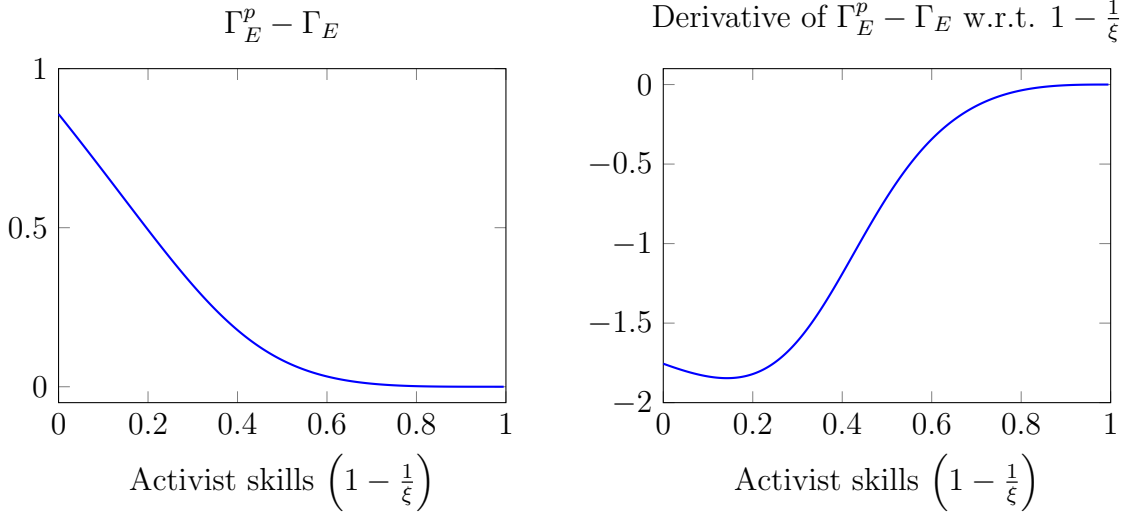 Γ_E^p − Γ_E
1
0.5
0
0 0.2 0.4 0.6 0.8 1
Activist skills (1 − 1/ξ)
Derivative of Γ_E^p − Γ_E w.r.t. 1 − 1/ξ
0
−0.5
−1
−1.5
−2
0 0.2 0.4 0.6 0.8 1
Activist skills (1 − 1/ξ)